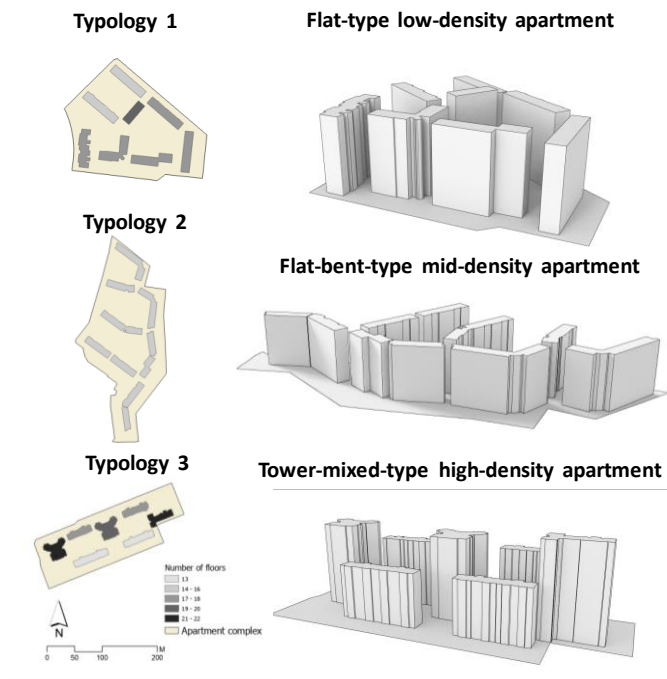 Typology 1
Flat-type low-density apartment
Typology 2
Flat-bent-type mid-density apartment
Typology 3
Tower-mixed-type high-density apartment
Number of floors
13
14 - 16
17 - 18
19 - 20
21 - 22
Apartment complex
N
M
0 50 100 200